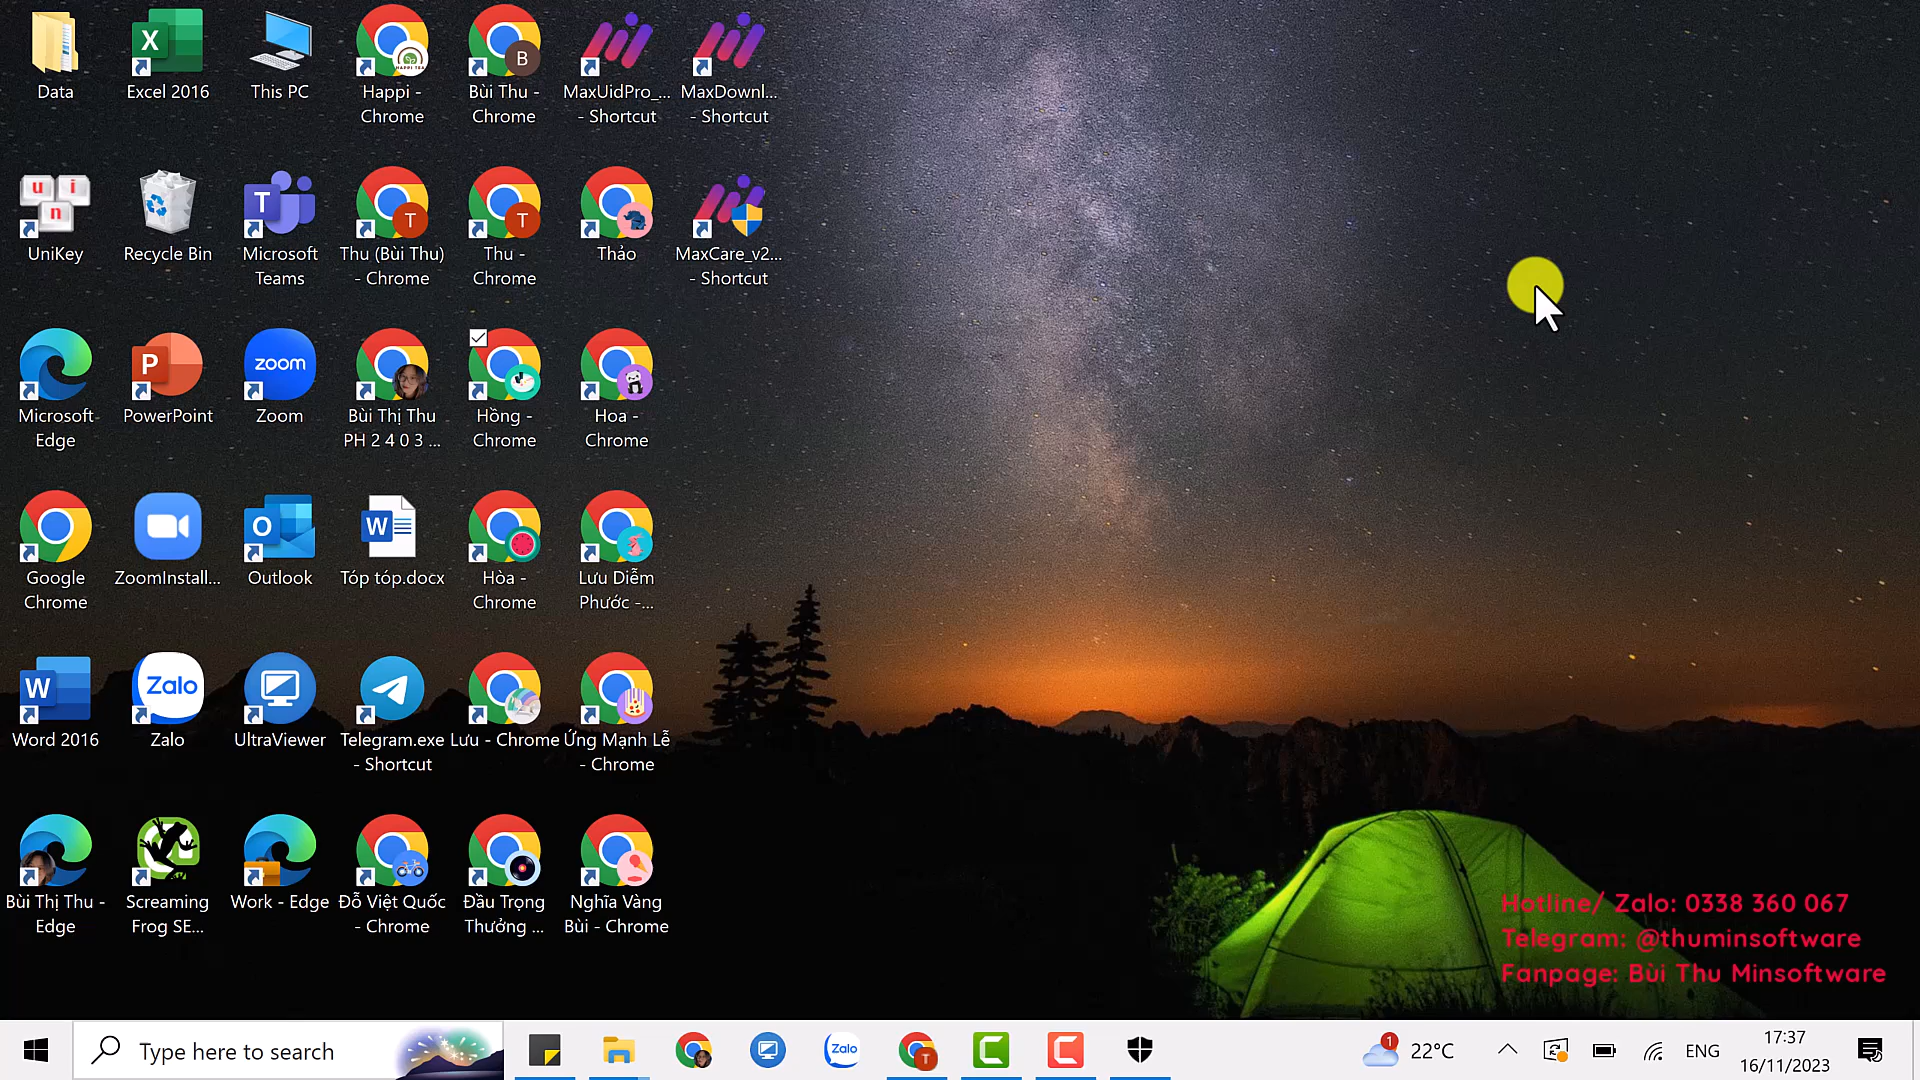 Data
Excel 2016
This PC
Happi -
Chrome
Bùi Thu -
Chrome
MaxUidPro_...
- Shortcut
MaxDownl...
- Shortcut
UniKey
Recycle Bin
Microsoft
Teams
Thu (Bùi Thu)
- Chrome
Thu -
Chrome
Thảo
MaxCare_v2...
- Shortcut
Microsoft
Edge
PowerPoint
zoom
Zoom
Bùi Thị Thu
PH 2 4 0 3 ...
Hồng -
Chrome
Hoa -
Chrome
Google
Chrome
ZoomInstall...
Outlook
Tóp tóp.docx
Hòa -
Chrome
Lưu Diễm
Phước -...
Word 2016
Zalo
Zalo
UltraViewer
Telegram.exe
- Shortcut
Lưu - Chrome
Ứng Mạnh Lễ
- Chrome
Bùi Thị Thu -
Edge
Screaming
Frog SE...
Work - Edge
Đỗ Việt Quốc
- Chrome
Đầu Trọng
Thưởng ...
Nghĩa Vàng
Bùi - Chrome
Hotline/ Zalo: 0338 360 067
Telegram: @thuminsoftware
Fanpage: Bùi Thu Minsoftware
Type here to search
Zalo
1
22°C
ENG
17:37
16/11/2023